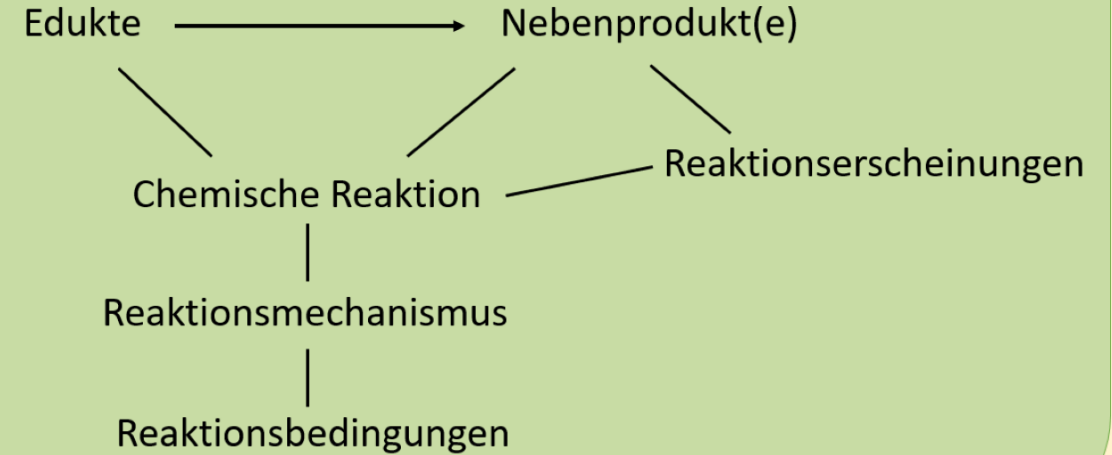 Edukte
Nebenprodukt(e)
Reaktionserscheinungen
Chemische Reaktion
Reaktionsmechanismus
Reaktionsbedingungen